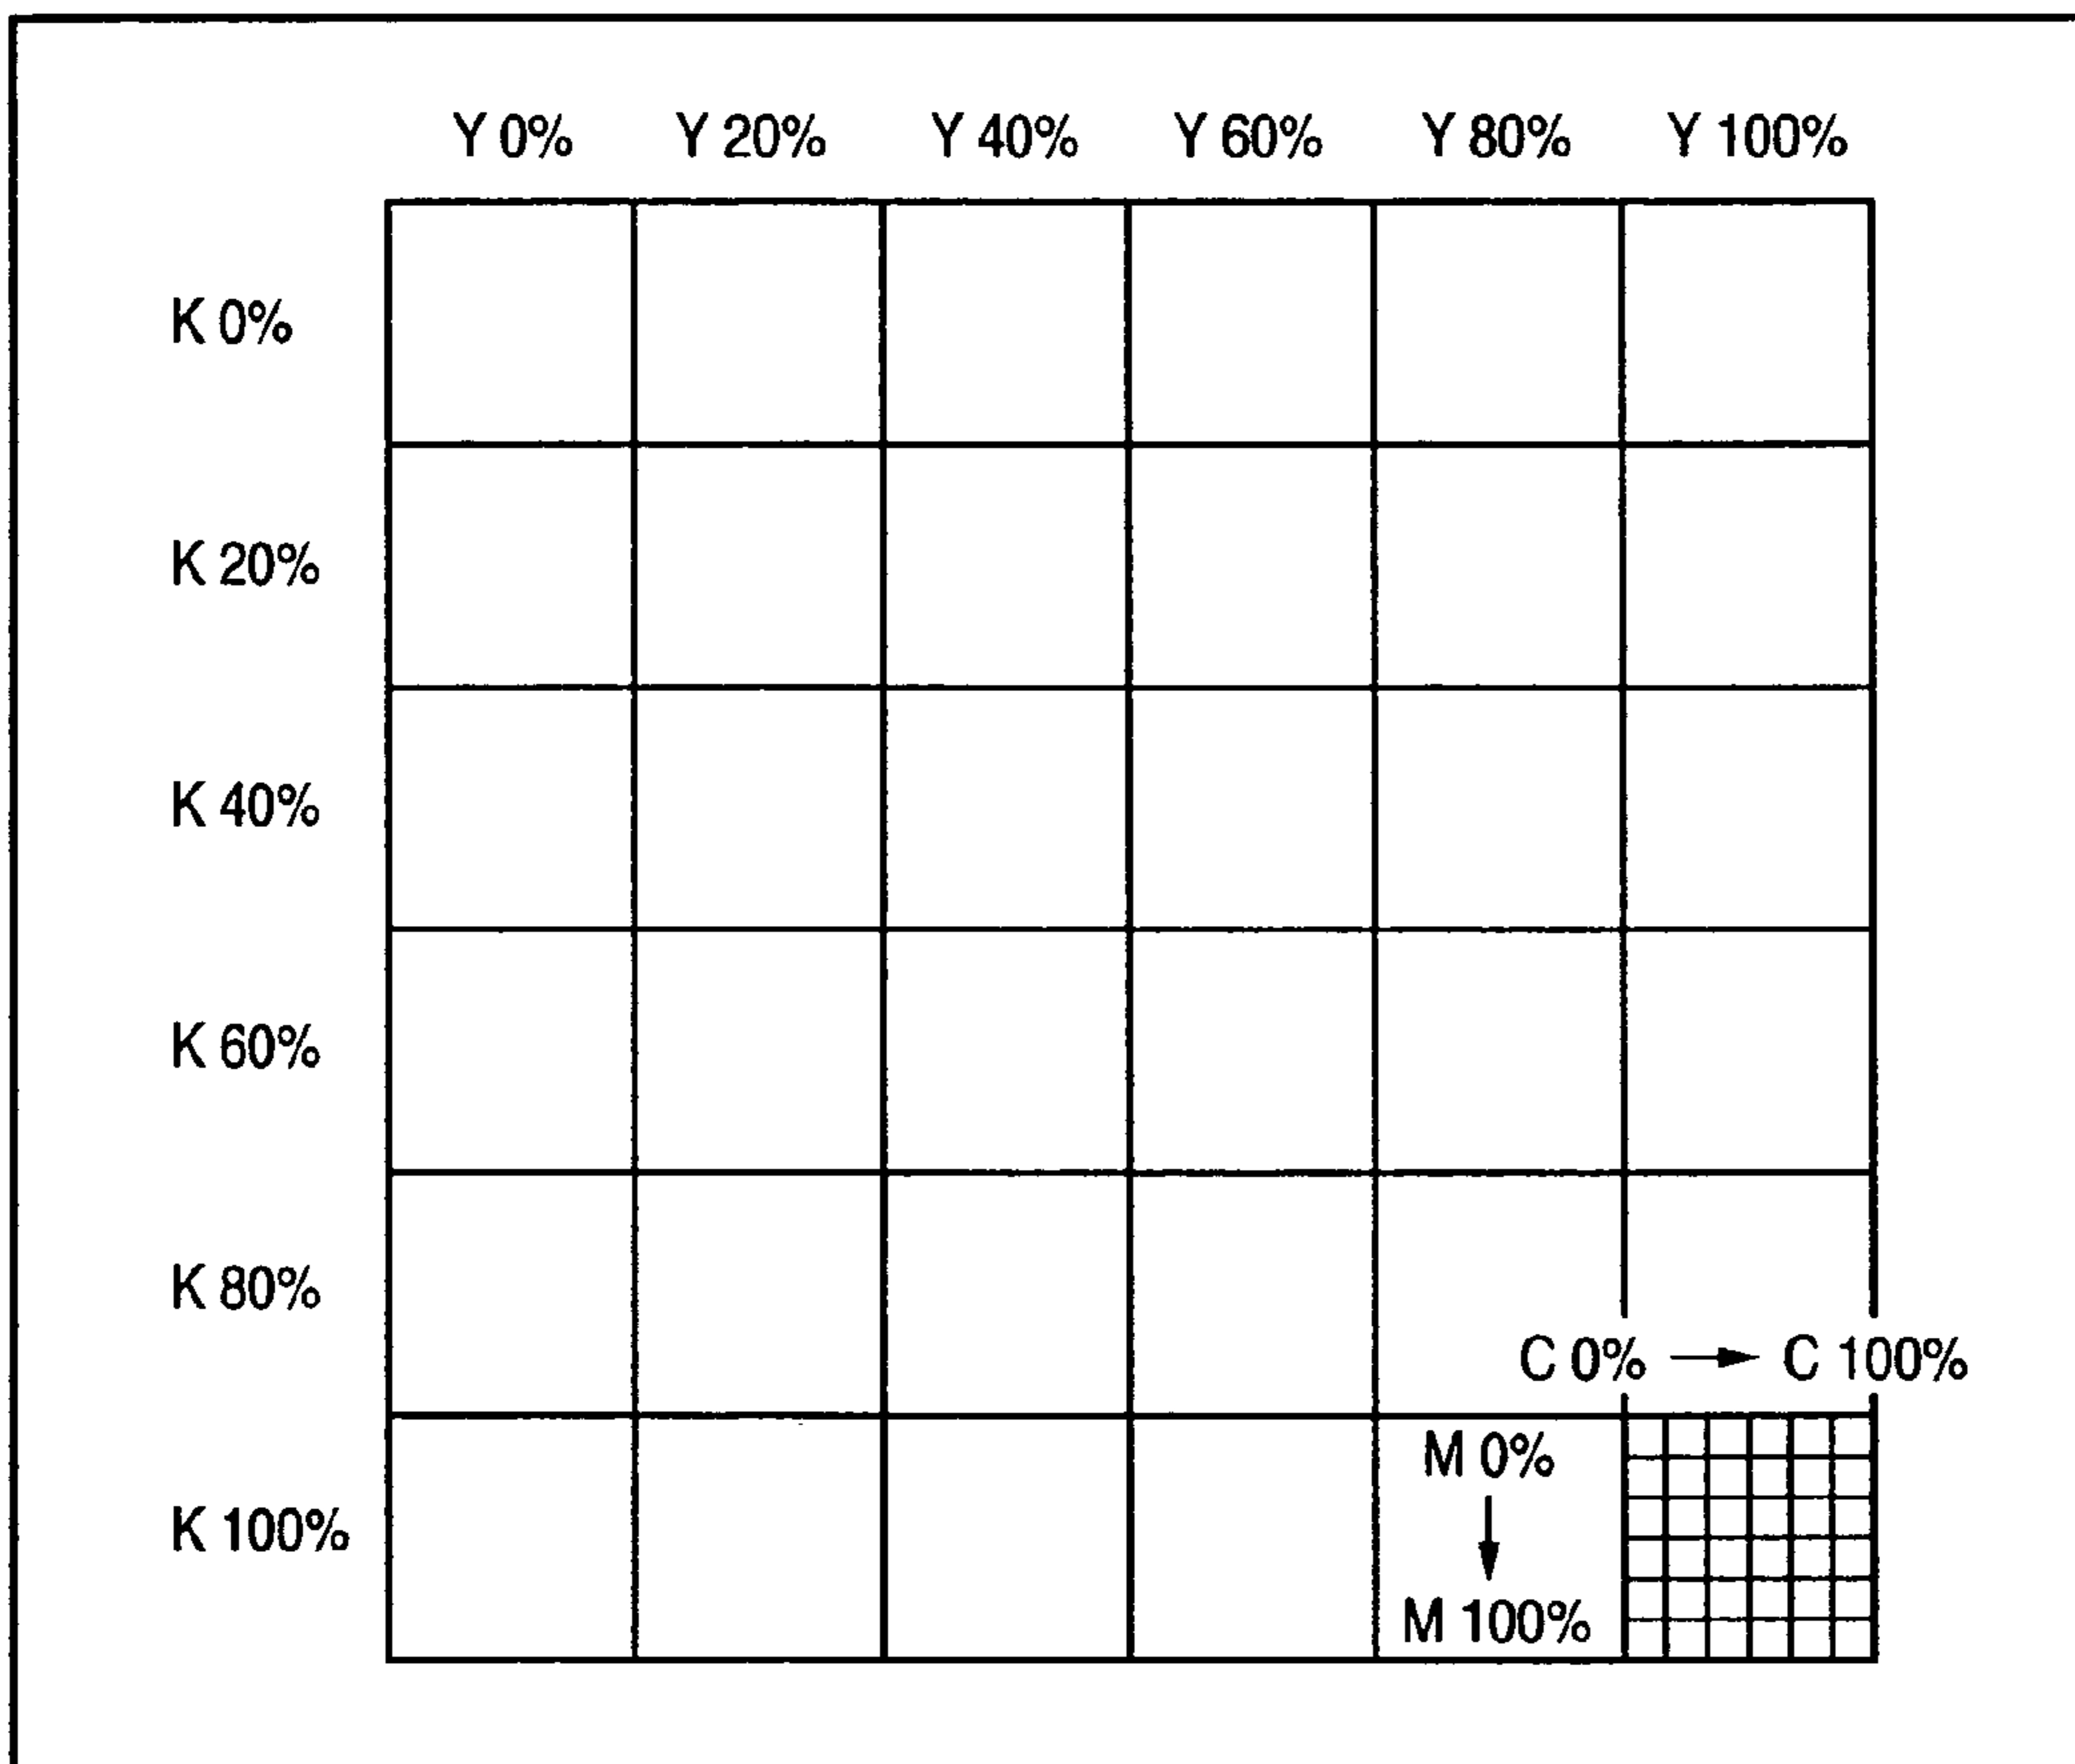 Y 0% Y 20% Y 40% Y 60% Y 80% Y 100%
K 0%
K 20%
K 40%
K 60%
K 80%
C 0% → C 100%
M 0%
↓
K 100%
M 100%